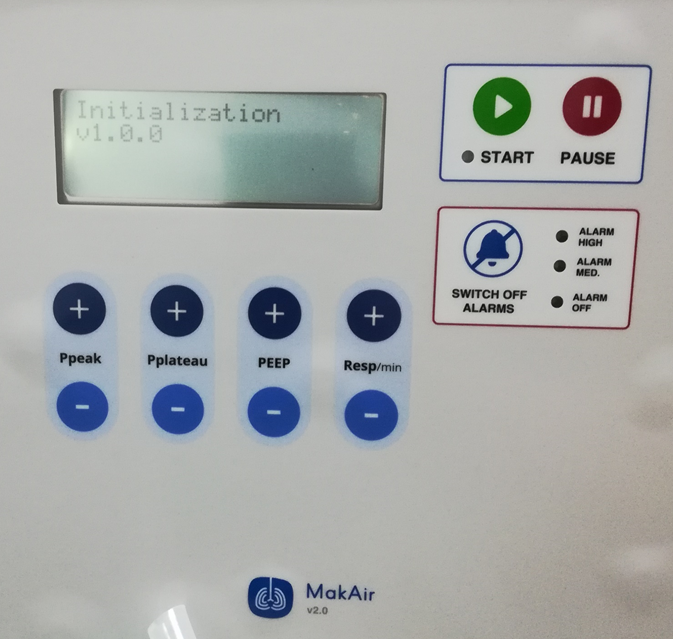 Initialization
v1.0.0
START
PAUSE
SWITCH OFF
ALARMS
ALARM
HIGH
ALARM
MED.
ALARM
OFF
Ppeak
Pplateau
PEEP
Resp/min
MakAir
v2.0